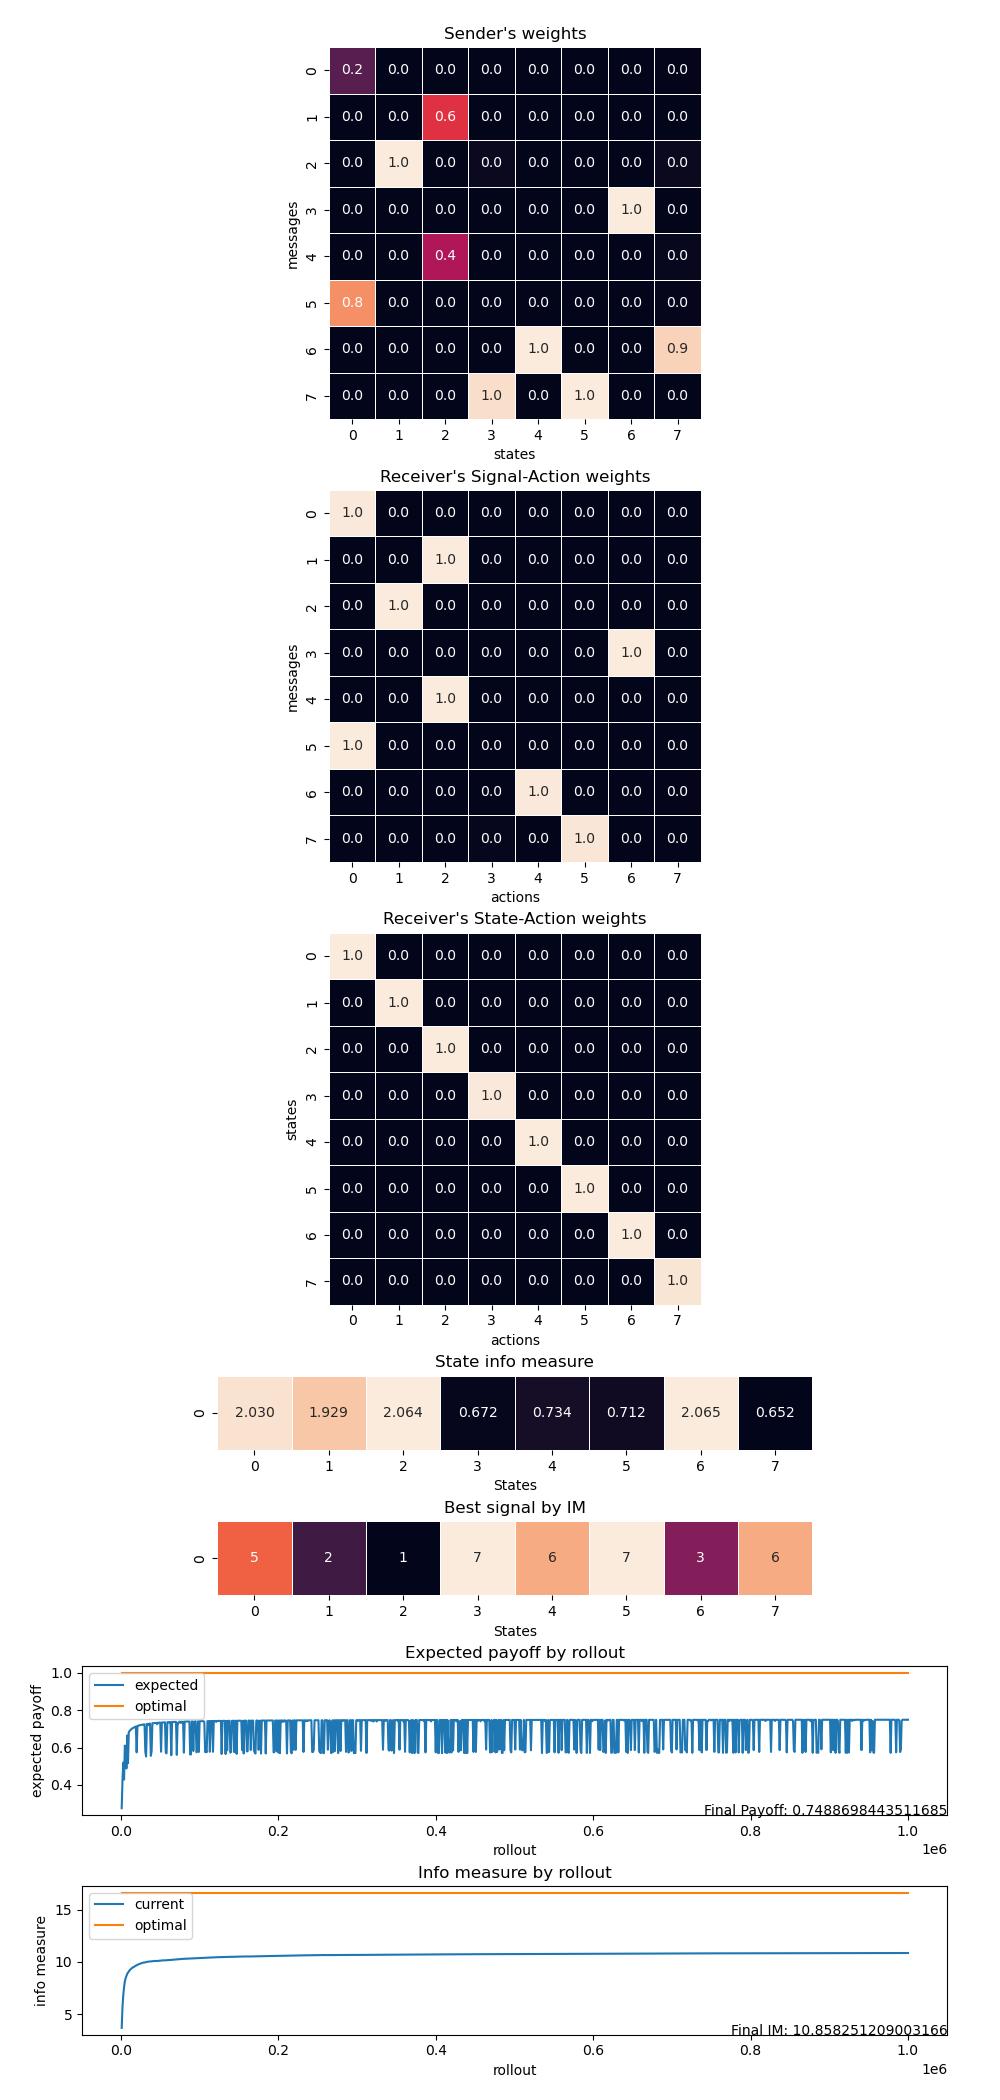 Sender's weights
0 0.2 0.0 0.0 0.0 0.0 0.0 0.0 0.0
1 0.0 0.0 0.6 0.0 0.0 0.0 0.0 0.0
2 0.0 1.0 0.0 0.0 0.0 0.0 0.0 0.0
3 0.0 0.0 0.0 0.0 0.0 0.0 1.0 0.0
messages
4 0.0 0.0 0.4 0.0 0.0 0.0 0.0 0.0
5 0.8 0.0 0.0 0.0 0.0 0.0 0.0 0.0
6 0.0 0.0 0.0 0.0 1.0 0.0 0.0 0.9
7 0.0 0.0 0.0 1.0 0.0 1.0 0.0 0.0
0 1 2 3 4 5 6 7
states
Receiver's Signal-Action weights
0 1.0 0.0 0.0 0.0 0.0 0.0 0.0 0.0
1 0.0 0.0 1.0 0.0 0.0 0.0 0.0 0.0
2 0.0 1.0 0.0 0.0 0.0 0.0 0.0 0.0
3 0.0 0.0 0.0 0.0 0.0 0.0 1.0 0.0
messages
4 0.0 0.0 1.0 0.0 0.0 0.0 0.0 0.0
5 1.0 0.0 0.0 0.0 0.0 0.0 0.0 0.0
6 0.0 0.0 0.0 0.0 1.0 0.0 0.0 0.0
7 0.0 0.0 0.0 0.0 0.0 1.0 0.0 0.0
0 1 2 3 4 5 6 7
actions
Receiver's State-Action weights
0 1.0 0.0 0.0 0.0 0.0 0.0 0.0 0.0
1 0.0 1.0 0.0 0.0 0.0 0.0 0.0 0.0
2 0.0 0.0 1.0 0.0 0.0 0.0 0.0 0.0
3 0.0 0.0 0.0 1.0 0.0 0.0 0.0 0.0
states
4 0.0 0.0 0.0 0.0 1.0 0.0 0.0 0.0
5 0.0 0.0 0.0 0.0 0.0 1.0 0.0 0.0
6 0.0 0.0 0.0 0.0 0.0 0.0 1.0 0.0
7 0.0 0.0 0.0 0.0 0.0 0.0 0.0 1.0
0 1 2 3 4 5 6 7
actions
State info measure
0 2.030 1.929 2.064 0.672 0.734 0.712 2.065 0.652
0 1 2 3 4 5 6 7
States
Best signal by IM
0 5 2 1 7 6 7 3 6
0 1 2 3 4 5 6 7
States
Expected payoff by rollout
expected payoff
1.0
0.8
0.6
0.4
expected
optimal
Final Payoff: 0.7488698443511685
0.0 0.2 0.4 0.6 0.8 1.0
rollout
1e6
Info measure by rollout
info measure
15
10
5
current
optimal
Final IM: 10.858251209003166
0.0 0.2 0.4 0.6 0.8 1.0
rollout
1e6